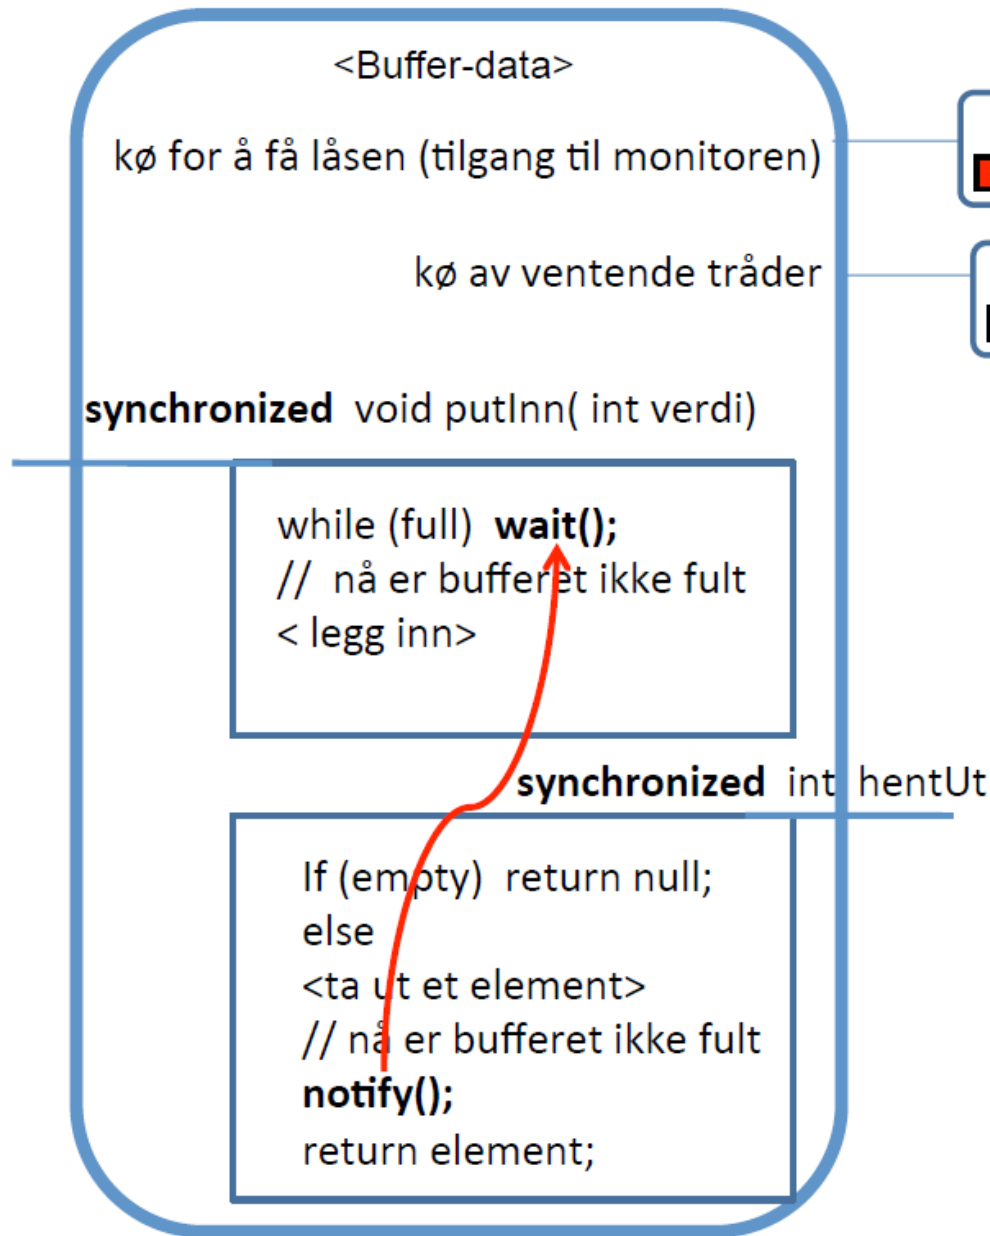 <Buffer-data>
kø for å få låsen (tilgang til monitoren)
kø av ventende tråder
synchronized void putInn( int verdi)
while (full) wait();
// nå er bufferet ikke fult
< legg inn>
synchronized int hentUt
If (empty) return null;
else
<ta ut et element>
// nå er bufferet ikke fult
notify();
return element;